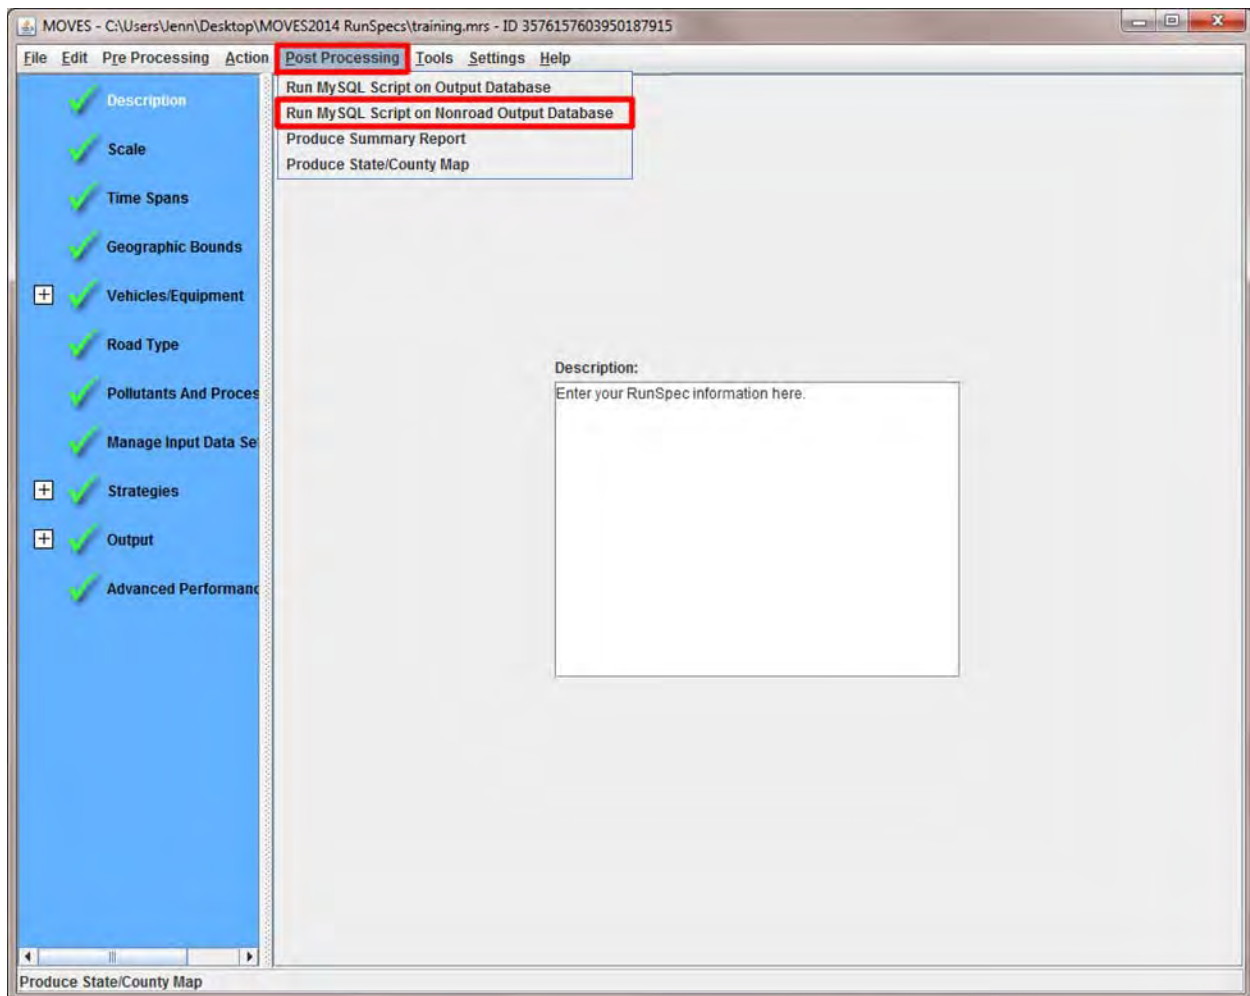 MOVES - C:\Users\Jenn\Desktop\MOVES2014 RunSpecs\training.mrs - ID 3576157603950187915
File Edit Pre Processing Action Post Processing Tools Settings Help
Run MySQL Script on Output Database
Run MySQL Script on Nonroad Output Database
Produce Summary Report
Produce State/County Map
Description
Scale
Time Spans
Geographic Bounds
Vehicles/Equipment
Road Type
Pollutants And Proces
Manage Input Data Se
Strategies
Output
Advanced Performanc
Description:
Enter your RunSpec information here.
Produce State/County Map